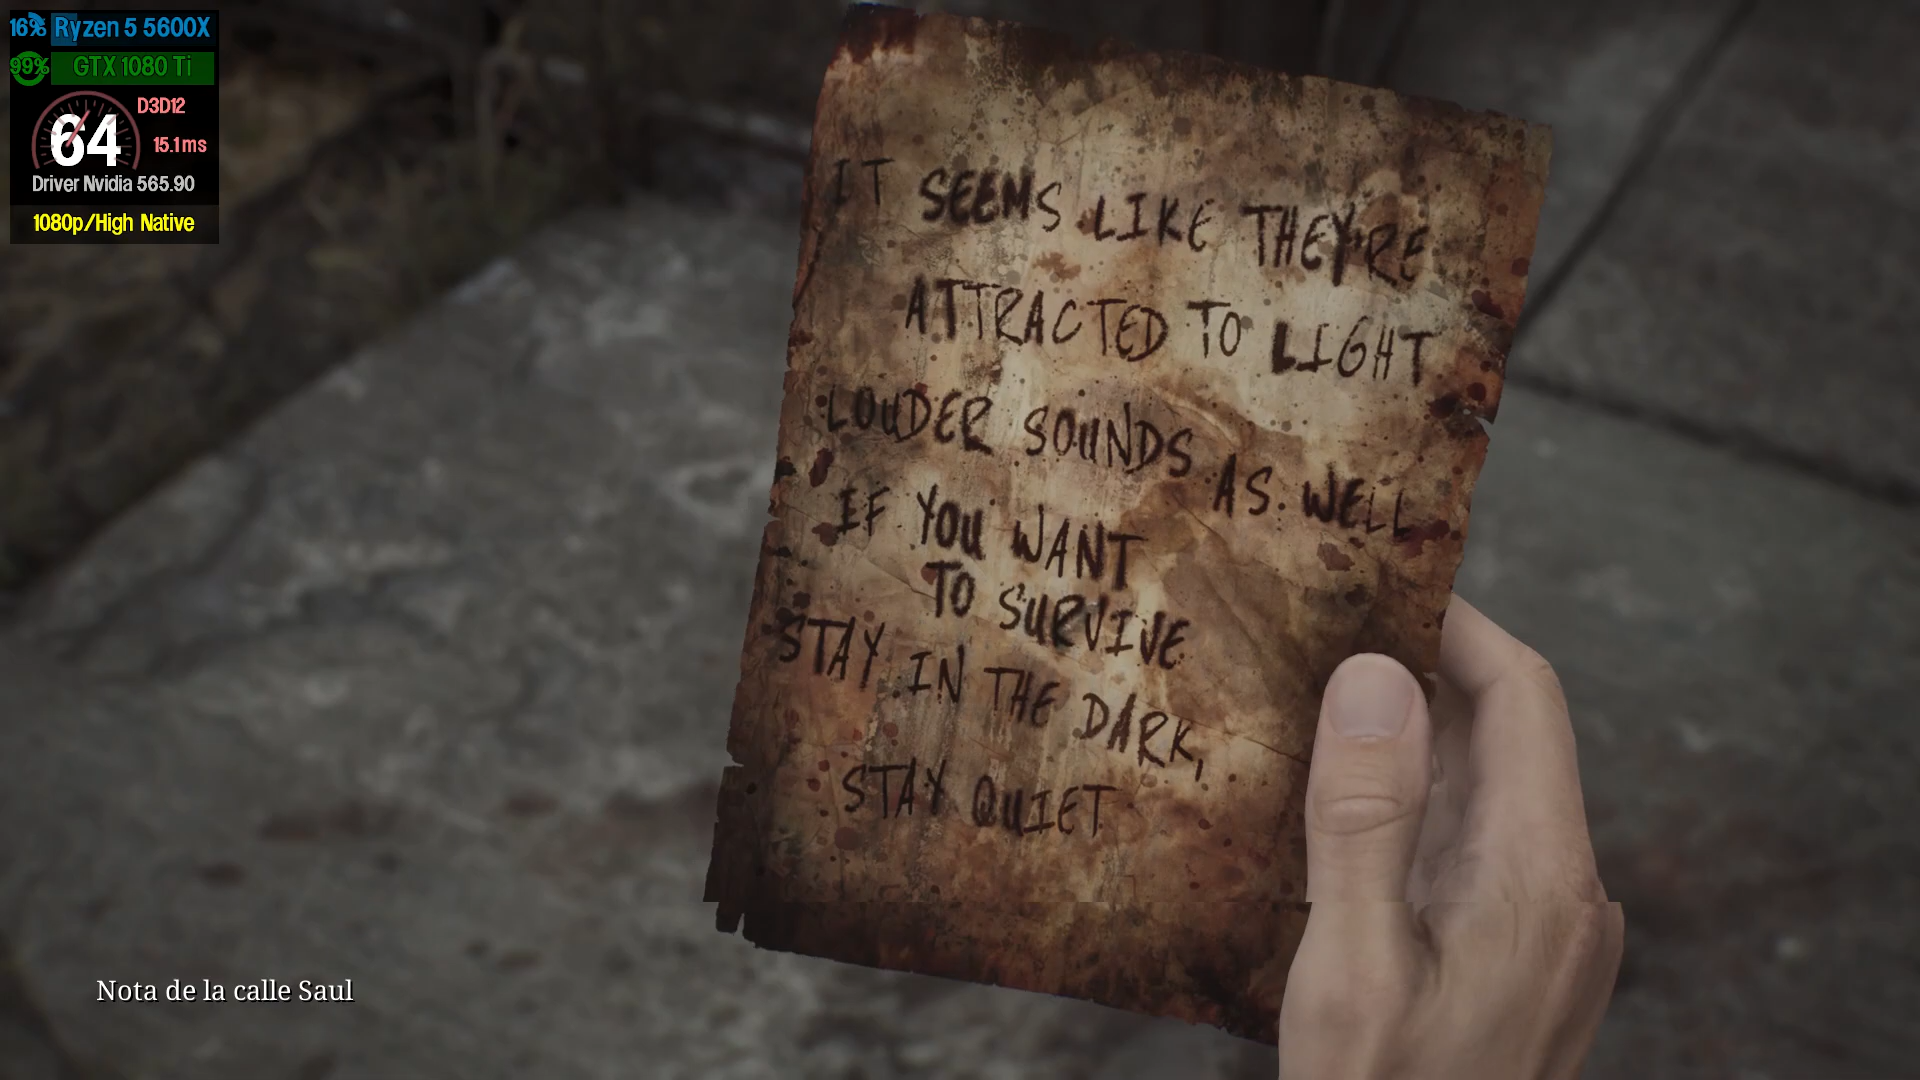 16% Ryzen 5 5600X
99% GTX 1080 Ti
64 D3D12
15.1 ms
Driver Nvidia 565.90
1080p/High Native
IT SEEMS LIKE THEY'RE
ATTRACTED TO LIGHT
LOUDER SOUNDS AS WELL
IF YOU WANT
TO SURVIVE
STAY IN THE DARK,
STAY QUIET
Nota de la calle Saul